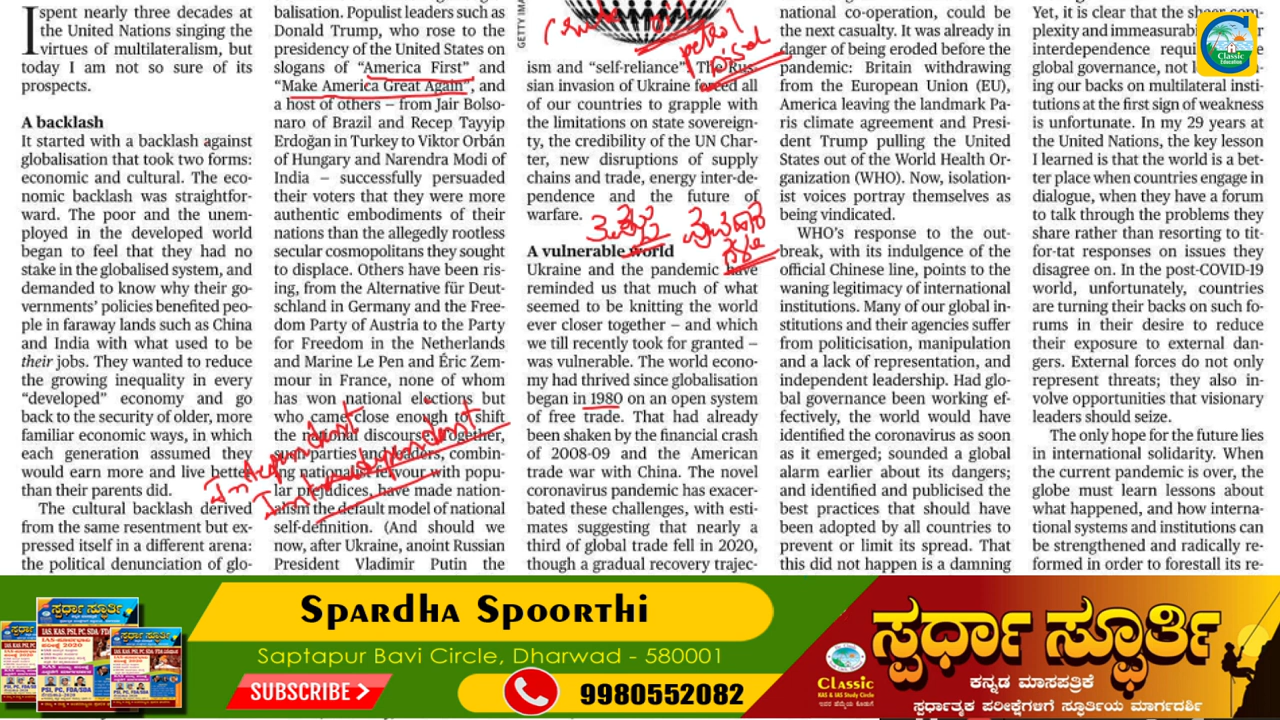 I spent nearly three decades at
the United Nations singing the
virtues of multilateralism, but
today I am not so sure of its
prospects.
A backlash
It started with a backlash against
globalisation that took two forms:
economic and cultural. The eco-
nomic backlash was straightfor-
ward. The poor and the unem-
ployed in the developed world
began to feel that they had no
stake in the globalised system, and
demanded to know why their go-
vernments’ policies benefited peo-
ple in faraway lands such as China
and India with what used to be
their jobs. They wanted to reduce
the growing inequality in every
“developed” economy and go
back to the security of older, more
familiar economic ways, in which
each generation assumed they
would earn more and live better
than their parents did.
The cultural backlash derived
from the same resentment but ex-
pressed itself in a different arena:
the political denunciation of glo-
balisation. Populist leaders such as
Donald Trump, who rose to the
presidency of the United States on
slogans of “America First” and
“Make America Great Again”, and
a host of others – from Jair Bolso-
naro of Brazil and Recep Tayyip
Erdoğan in Turkey to Viktor Orbán
of Hungary and Narendra Modi of
India – successfully persuaded
their voters that they were more
authentic embodiments of their
nations than the allegedly rootless
secular cosmopolitans they sought
to displace. Others have been ris-
ing, from the Alternative für Deut-
schland in Germany and the Free-
dom Party of Austria to the Party
for Freedom in the Netherlands
and Marine Le Pen and Éric Zem-
mour in France, none of whom
has won national elections but
who came close enough to shift
the national discourse. Together,
such parties and leaders, combin-
ing nationalist fervour with popu-
lar prejudices, have made nation-
alism the default model of national
self-definition. (And should we
now, after Ukraine, anoint Russian
President Vladimir Putin the
GETTY IMA
oil
petrol
Disel
ism and “self-reliance”. The Rus-
sian invasion of Ukraine forced all
of our countries to grapple with
the limitations on state sovereign-
ty, the credibility of the UN Char-
ter, new disruptions of supply
chains and trade, energy inter-de-
pendence and the future of
warfare.
A vulnerable world
Ukraine and the pandemic have
reminded us that much of what
seemed to be knitting the world
ever closer together – and which
we till recently took for granted –
was vulnerable. The world econo-
my had thrived since globalisation
began in 1980 on an open system
of free trade. That had already
been shaken by the financial crash
of 2008-09 and the American
trade war with China. The novel
coronavirus pandemic has exacer-
bated these challenges, with esti-
mates suggesting that nearly a
third of global trade fell in 2020,
though a gradual recovery trajec-
national co-operation, could be
the next casualty. It was already in
danger of being eroded before the
pandemic: Britain withdrawing
from the European Union (EU),
America leaving the landmark Pa-
ris climate agreement and Presi-
dent Trump pulling the United
States out of the World Health Or-
ganization (WHO). Now, isolation-
ist voices portray themselves as
being vindicated.
WHO’s response to the out-
break, with its indulgence of the
official Chinese line, points to the
waning legitimacy of international
institutions. Many of our global in-
stitutions and their agencies suffer
from politicisation, manipulation
and a lack of representation, and
independent leadership. Had glo-
bal governance been working ef-
fectively, the world would have
identified the coronavirus as soon
as it emerged; sounded a global
alarm earlier about its dangers;
and identified and publicised the
best practices that should have
been adopted by all countries to
prevent or limit its spread. That
this did not happen is a damning
Yet, it is clear that the sheer com-
plexity and immeasurabl
interdependence requi
global governance,
ing our backs on multilateral insti-
tutions at the first sign of weakness
is unfortunate. In my 29 years at
the United Nations, the key lesson
I learned is that the world is a bet-
ter place when countries engage in
dialogue, when they have a forum
to talk through the problems they
share rather than resorting to tit-
for-tat responses on issues they
disagree on. In the post-COVID-19
world, unfortunately, countries
are turning their backs on such fo-
rums in their desire to reduce
their exposure to external dan-
gers. External forces do not only
represent threats; they also in-
volve opportunities that visionary
leaders should seize.
The only hope for the future lies
in international solidarity. When
the current pandemic is over, the
globe must learn lessons about
what happened, and how interna-
tional systems and institutions can
be strengthened and radically re-
formed in order to forestall its re-
Classic
Education
Spardha Spoorthi
Saptapur Bavi Circle, Dharwad - 580001
SUBSCRIBE
9980552082
ಸ್ಪರ್ಧಾ ಸ್ಫೂರ್ತಿ
ಕನ್ನಡ ಮಾಸಪತ್ರಿಕೆ
ಸ್ಪರ್ಧಾತ್ಮಕ ಪರೀಕ್ಷೆಗಳಿಗೆ ಸ್ಫೂರ್ತಿಯ ಮಾರ್ಗದರ್ಶಿ
Classic
KAS & IAS Study Circle